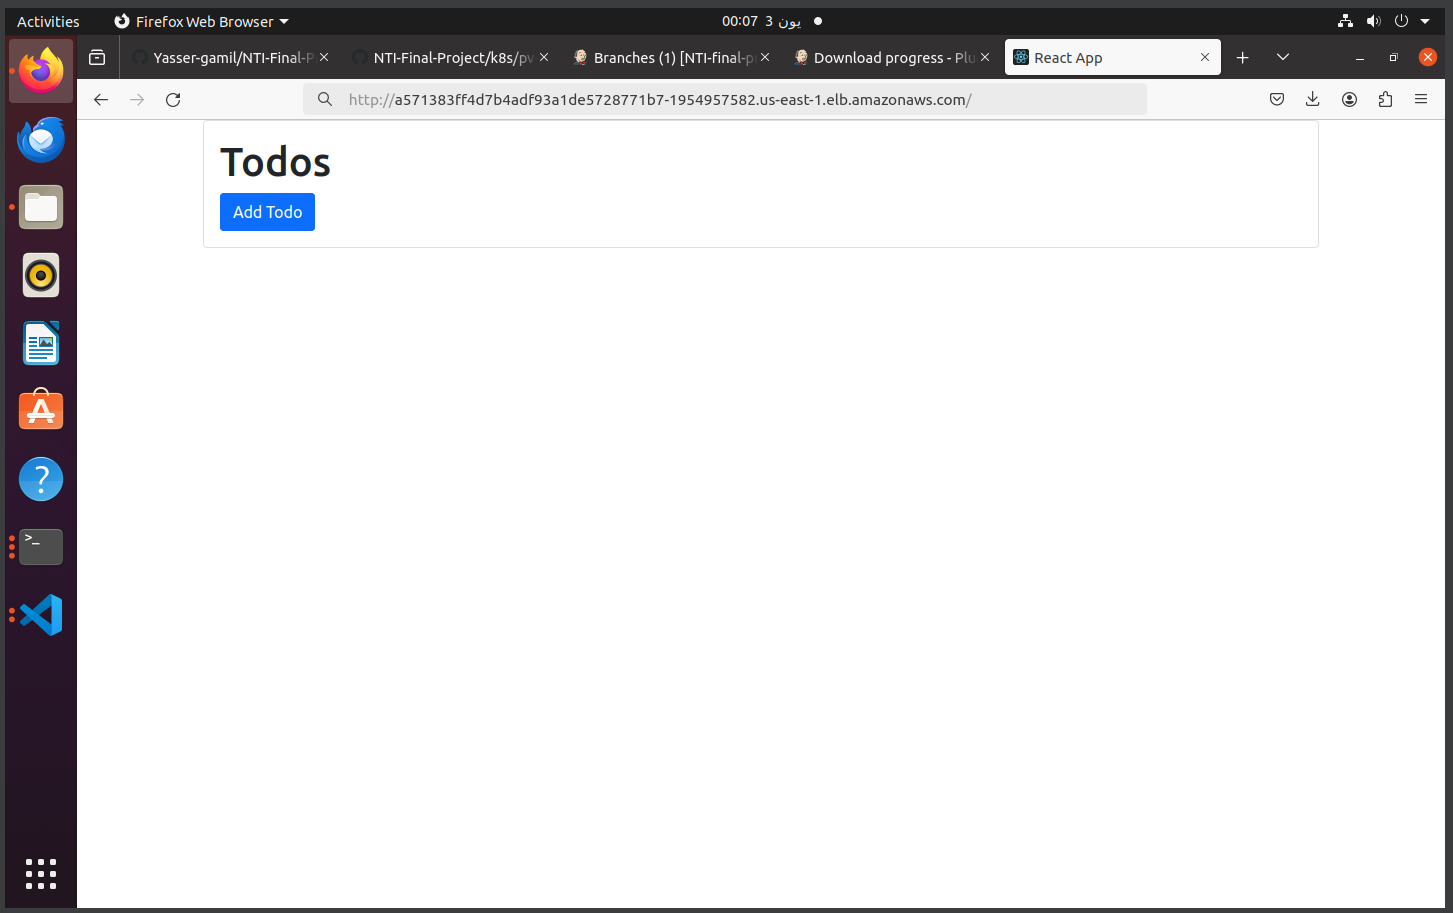 Activities
Firefox Web Browser
00:07 3 يون
Yasser-gamil/NTI-Final-P
NTI-Final-Project/k8s/pv
Branches (1) [NTI-final-p
Download progress - Plu
React App
http://a571383ff4d7b4adf93a1de5728771b7-1954957582.us-east-1.elb.amazonaws.com/
Todos
Add Todo
>_